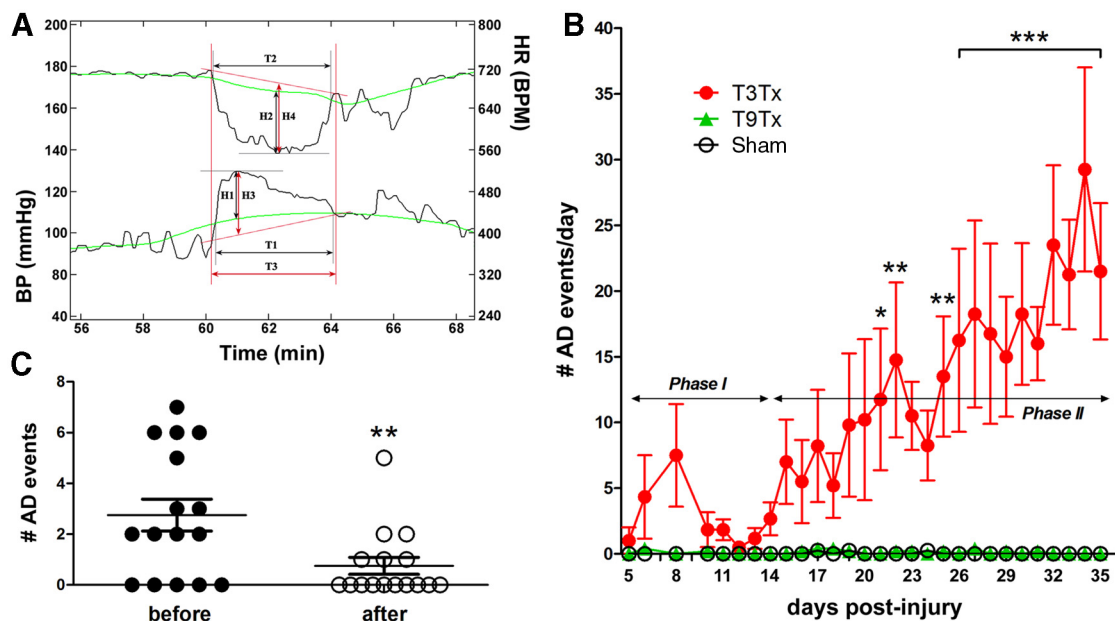 A
200
180
160
140
120
100
80
60
40
BP (mmHg)
800
720
640
560
480
400
320
240
HR (BPM)
T2
H2
H4
H1
H3
T1
T3
56
58
60
62
64
66
68
Time (min)
B
40
35
30
25
20
15
10
5
0
# AD events/day
T3Tx
T9Tx
Sham
***
**
*
**
Phase I
Phase II
5
8
11
14
17
20
23
26
29
32
35
days post-injury
C
8
6
4
2
0
# AD events
**
before
after